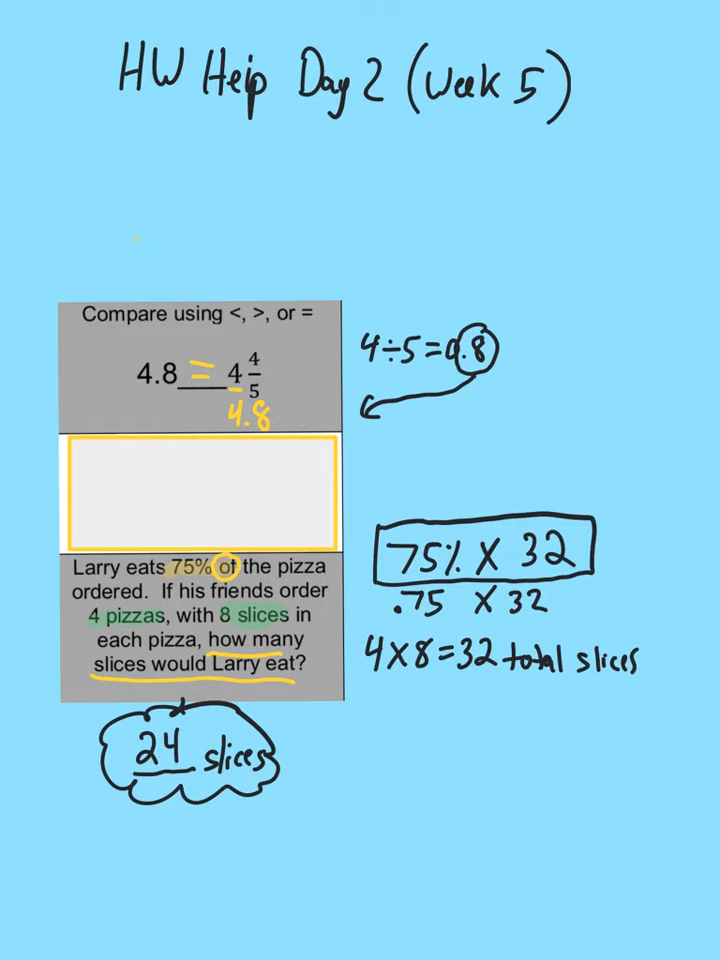 HW Help Day 2 (Week 5)
Compare using <, >, or =
4.8 = 4 4/5
4.8
4÷5=0.8
Larry eats 75% of the pizza
ordered. If his friends order
4 pizzas, with 8 slices in
each pizza, how many
slices would Larry eat?
75% X 32
.75 X 32
4X8=32 total slices
24 slices